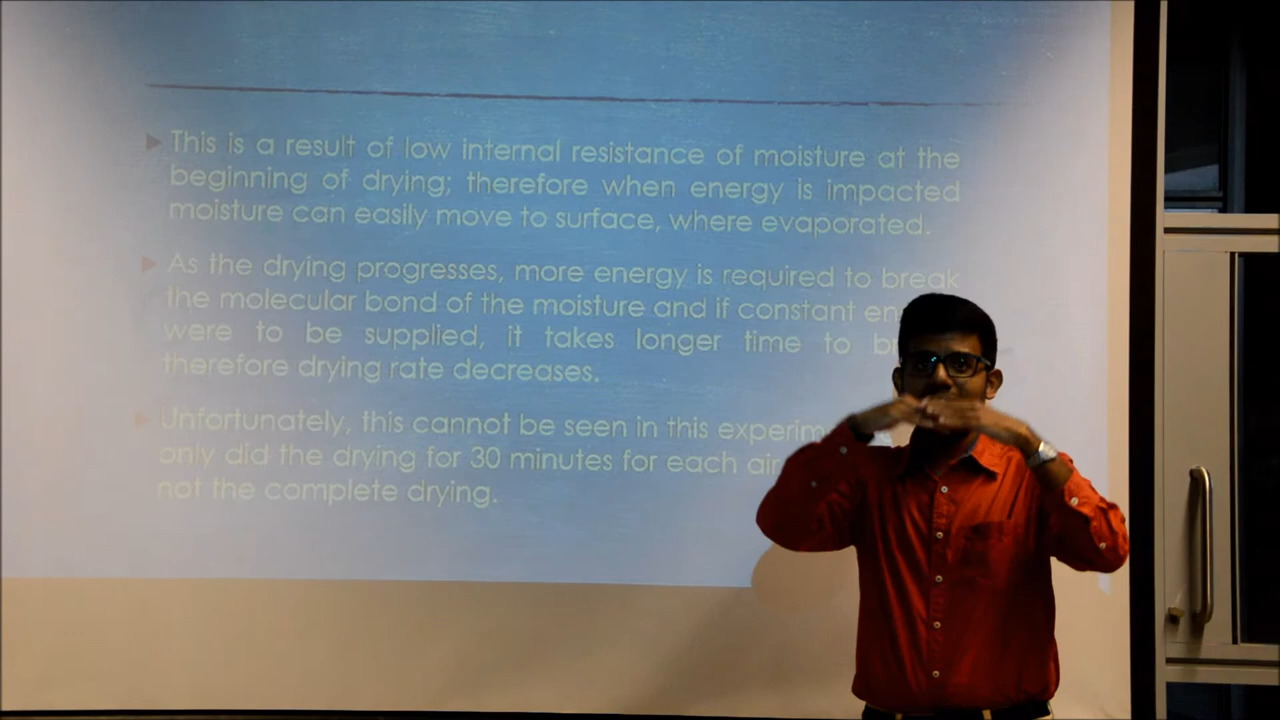 This is a result of low internal resistance of moisture at the
beginning of drying; therefore when energy is impacted
moisture can easily move to surface, where evaporated.
As the drying progresses, more energy is required to break
the molecular bond of the moisture and if constant en
were to be supplied, it takes longer time to br
therefore drying rate decreases.
Unfortunately, this cannot be seen in this experim
only did the drying for 30 minutes for each air
not the complete drying.